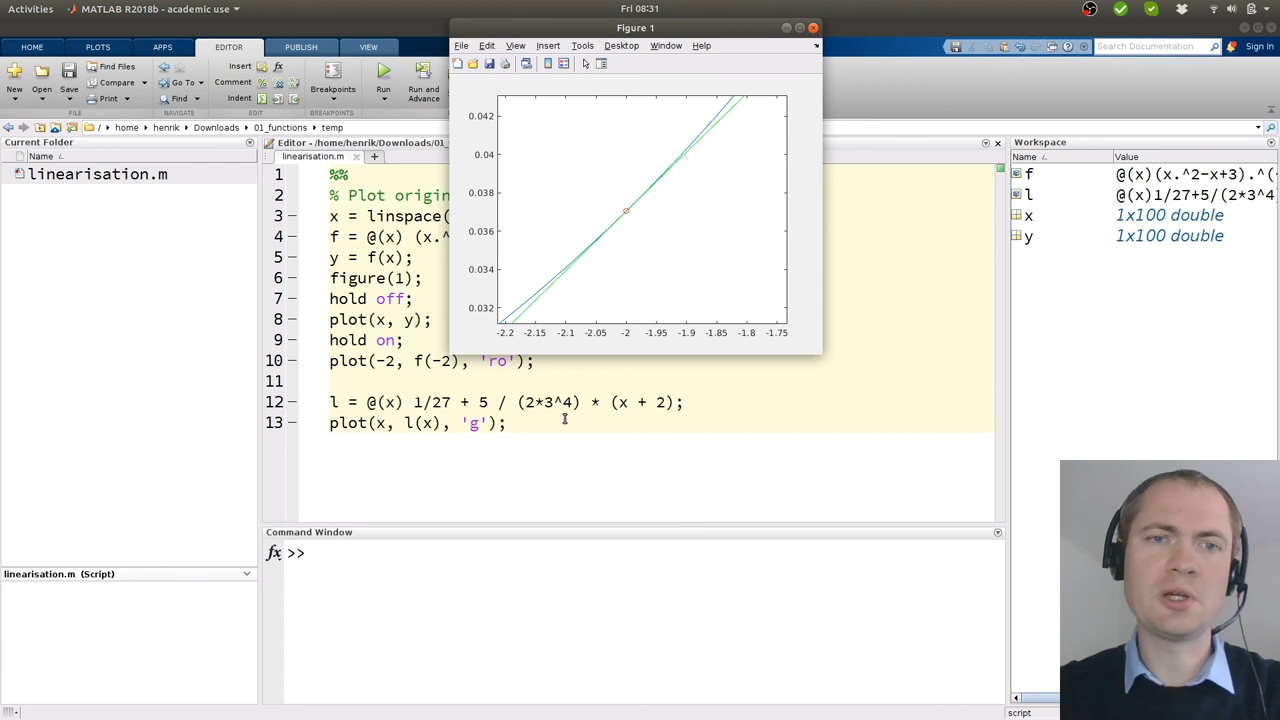 Activities
MATLAB R2018b - academic use
Fri 08:31
Figure 1
File Edit View Insert Tools Desktop Window Help
HOME PLOTS APPS EDITOR PUBLISH VIEW
Search Documentation
Sign In
New Open Save
Find Files
Compare
Print
Go To
Find
Insert
Comment
Indent
Breakpoints
Run
Run and Advance
FILE NAVIGATE EDIT BREAKPOINTS
/ home henrik Downloads 01_functions temp
Current Folder
Name
linearisation.m
linearisation.m (Script)
Editor - /home/henrik/Downloads/01_
linearisation.m
1 %%
2 % Plot origin
3 x = linspace(
4 f = @(x) (x.^
5 y = f(x);
6 figure(1);
7 hold off;
8 plot(x, y);
9 hold on;
10 plot(-2, f(-2), 'ro');
11
12 l = @(x) 1/27 + 5 / (2*3^4) * (x + 2);
13 plot(x, l(x), 'g');
0.042
0.04
0.038
0.036
0.034
0.032
-2.2 -2.15 -2.1 -2.05 -2 -1.95 -1.9 -1.85 -1.8 -1.75
Command Window
fx >>
Workspace
Name Value
f @(x)(x.^2-x+3).^(-
l @(x)1/27+5/(2*3^4
x 1x100 double
y 1x100 double
script